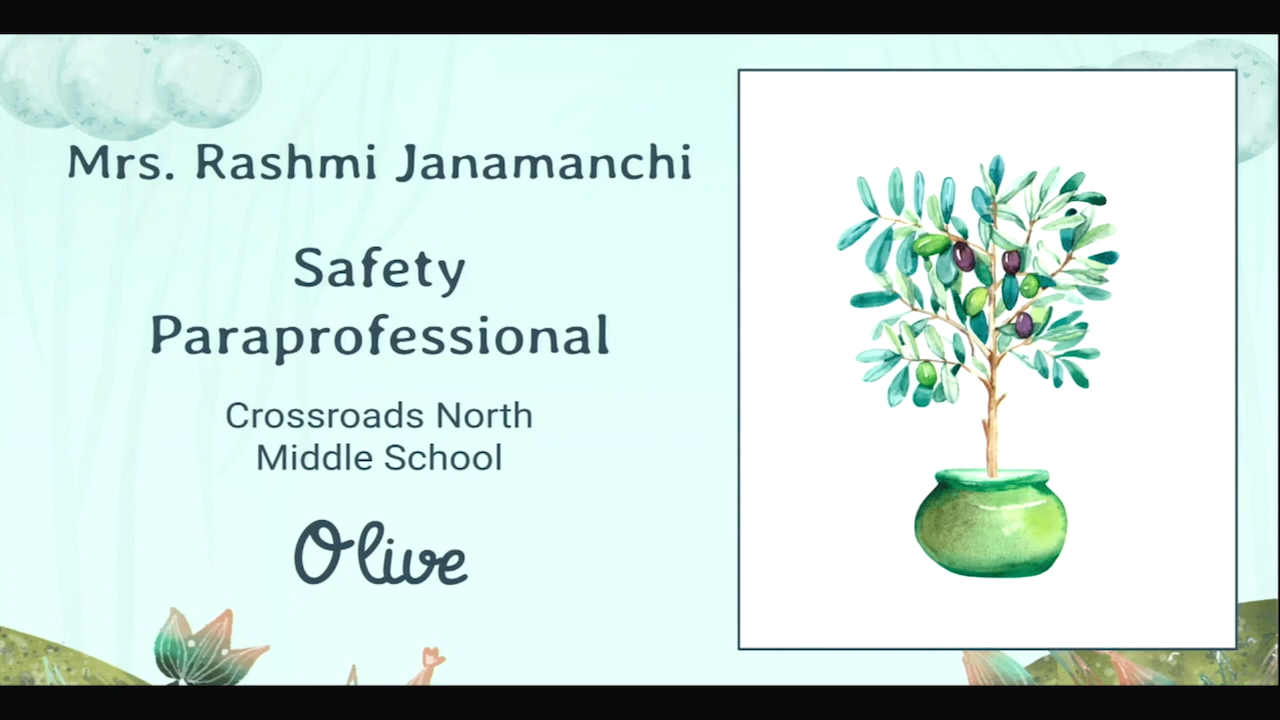 Mrs. Rashmi Janamanchi
Safety
Paraprofessional
Crossroads North
Middle School
Olive